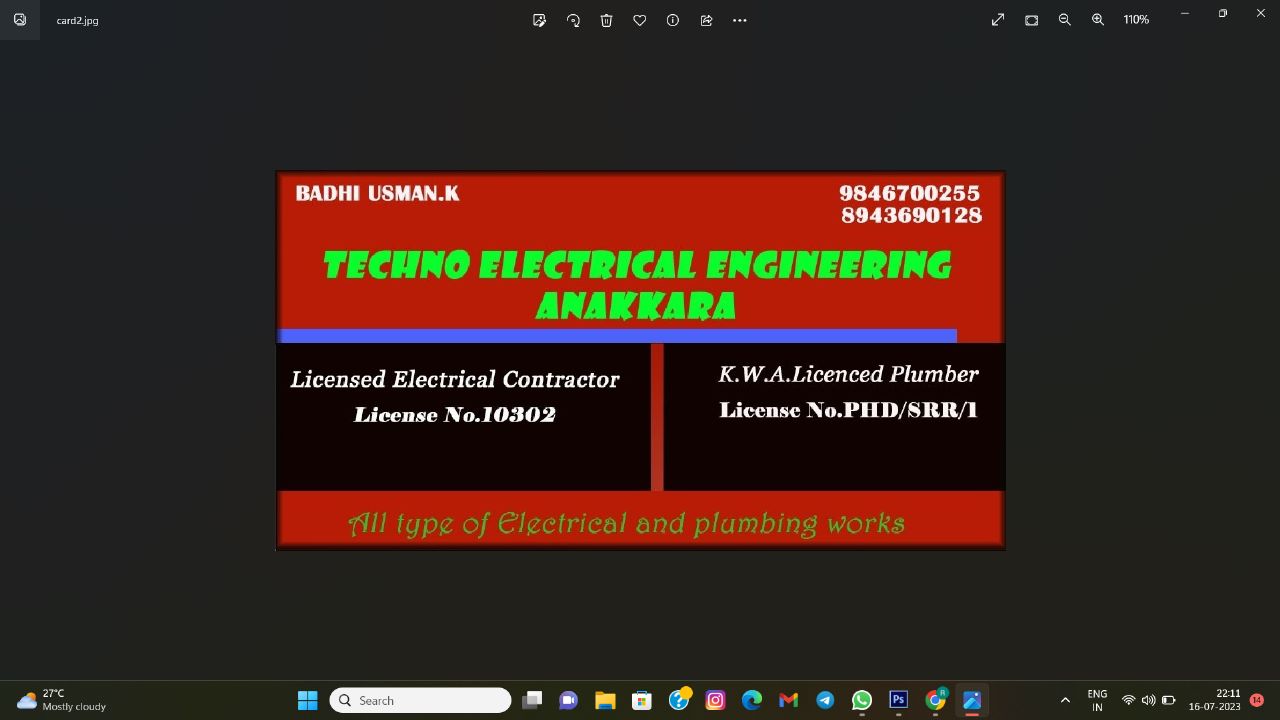 card2.jpg
110%
BADHI USMAN.K
9846700255
8943690128
TECHNO ELECTRICAL ENGINEERING
ANAKKARA
Licensed Electrical Contractor
License No.10302
K.W.A.Licenced Plumber
License No.PHD/SRR/1
All type of Electrical and plumbing works
27°C
Mostly cloudy
Search
Ps
R
ENG
IN
22:11
16-07-2023
14